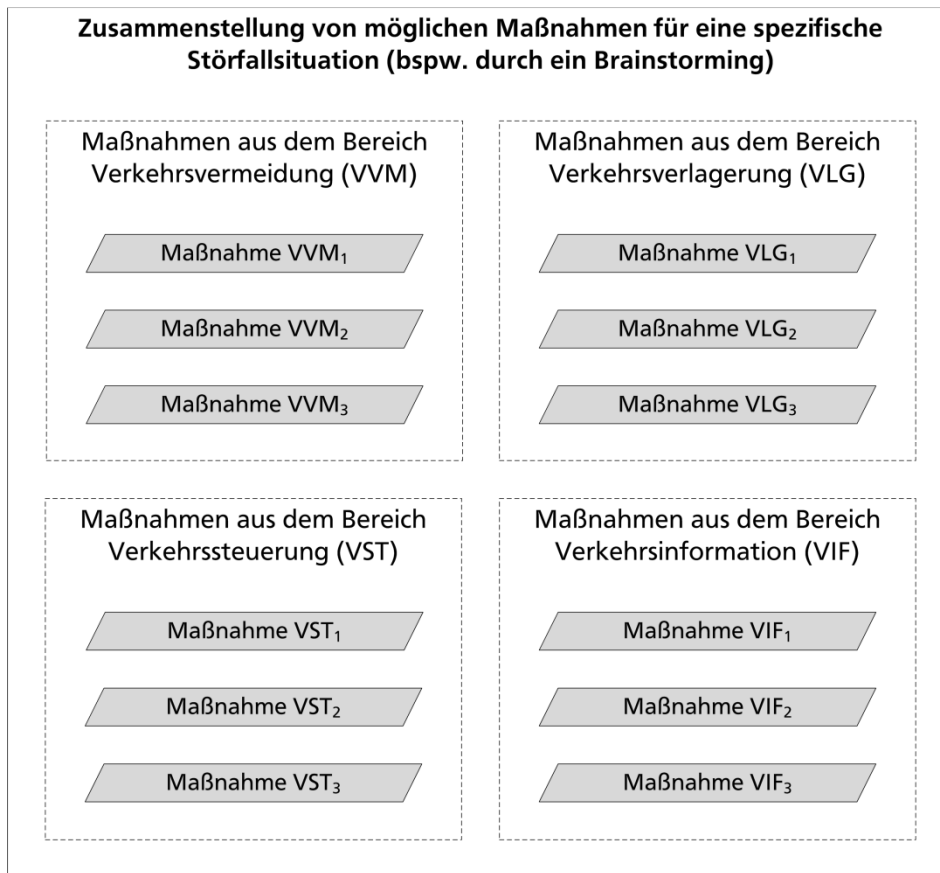 Zusammenstellung von möglichen Maßnahmen für eine spezifische
Störfallsituation (bspw. durch ein Brainstorming)
Maßnahmen aus dem Bereich
Verkehrsvermeidung (VVM)
Maßnahme VVM₁
Maßnahme VVM₂
Maßnahme VVM₃
Maßnahmen aus dem Bereich
Verkehrsverlagerung (VLG)
Maßnahme VLG₁
Maßnahme VLG₂
Maßnahme VLG₃
Maßnahmen aus dem Bereich
Verkehrssteuerung (VST)
Maßnahme VST₁
Maßnahme VST₂
Maßnahme VST₃
Maßnahmen aus dem Bereich
Verkehrsinformation (VIF)
Maßnahme VIF₁
Maßnahme VIF₂
Maßnahme VIF₃